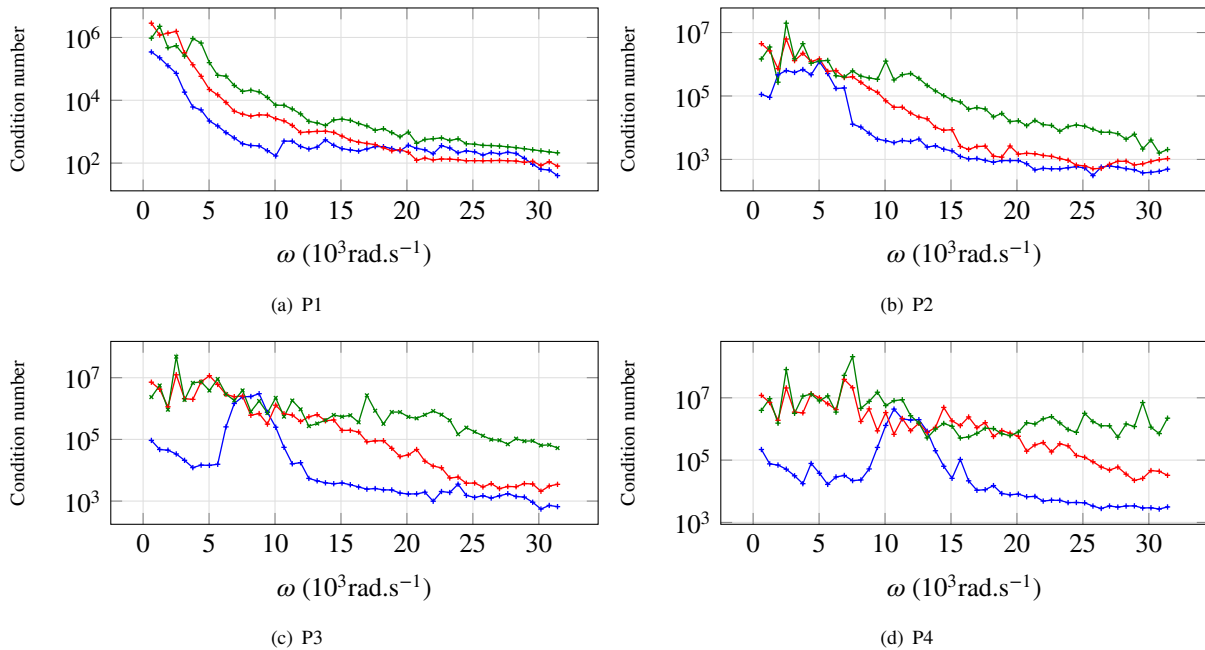 Condition number
10^6
10^4
10^2
0 5 10 15 20 25 30
ω (10^3rad.s^−1)
(a) P1
Condition number
10^7
10^5
10^3
0 5 10 15 20 25 30
ω (10^3rad.s^−1)
(b) P2
Condition number
10^7
10^5
10^3
0 5 10 15 20 25 30
ω (10^3rad.s^−1)
(c) P3
Condition number
10^7
10^5
10^3
0 5 10 15 20 25 30
ω (10^3rad.s^−1)
(d) P4